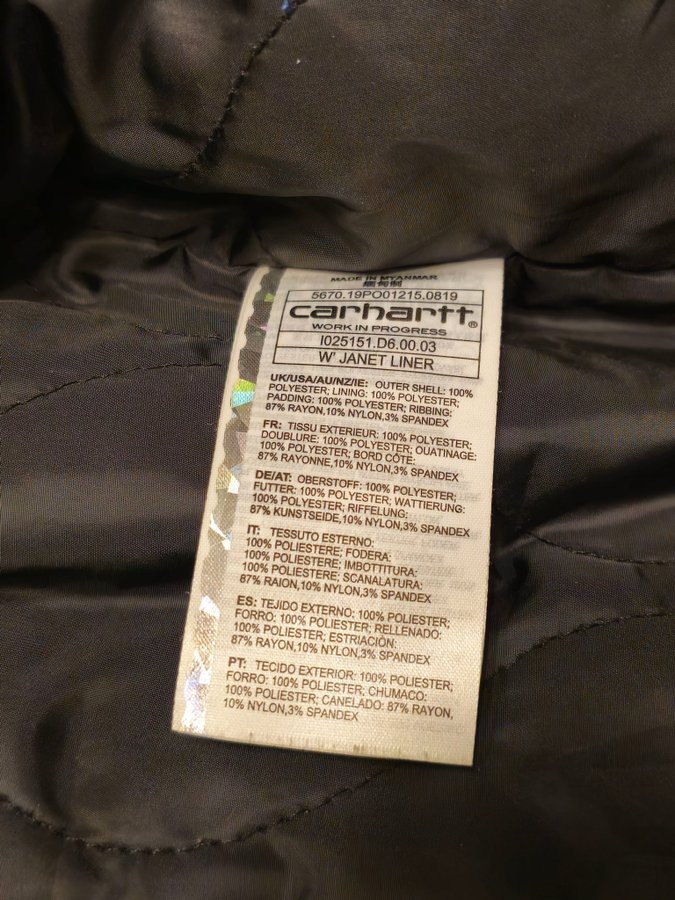 MADE IN MYANMAR
緬甸制
5670.19PO01215.0819
carhartt®
WORK IN PROGRESS
I025151.D6.00.03
W' JANET LINER
UK/USA/AU/NZ/IE: OUTER SHELL: 100%
POLYESTER; LINING: 100% POLYESTER;
PADDING: 100% POLYESTER; RIBBING:
87% RAYON,10% NYLON,3% SPANDEX
FR: TISSU EXTERIEUR: 100% POLYESTER;
DOUBLURE: 100% POLYESTER; OUATINAGE:
100% POLYESTER; BORD CÔTE:
87% RAYONNE,10% NYLON,3% SPANDEX
DE/AT: OBERSTOFF: 100% POLYESTER;
FUTTER: 100% POLYESTER; WATTIERUNG:
100% POLYESTER; RIFFELUNG:
87% KUNSTSEIDE,10% NYLON,3% SPANDEX
IT: TESSUTO ESTERNO:
100% POLIESTERE; FODERA:
100% POLIESTERE; IMBOTTITURA:
100% POLIESTERE; SCANALATURA:
87% RAION,10% NYLON,3% SPANDEX
ES: TEJIDO EXTERNO: 100% POLIESTER;
FORRO: 100% POLIESTER; RELLENADO:
100% POLIESTER; ESTRIACIÓN:
87% RAYON,10% NYLON,3% SPANDEX
PT: TECIDO EXTERIOR: 100% POLIESTER;
FORRO: 100% POLIESTER; CHUMACO:
100% POLIESTER; CANELADO: 87% RAYON,
10% NYLON,3% SPANDEX